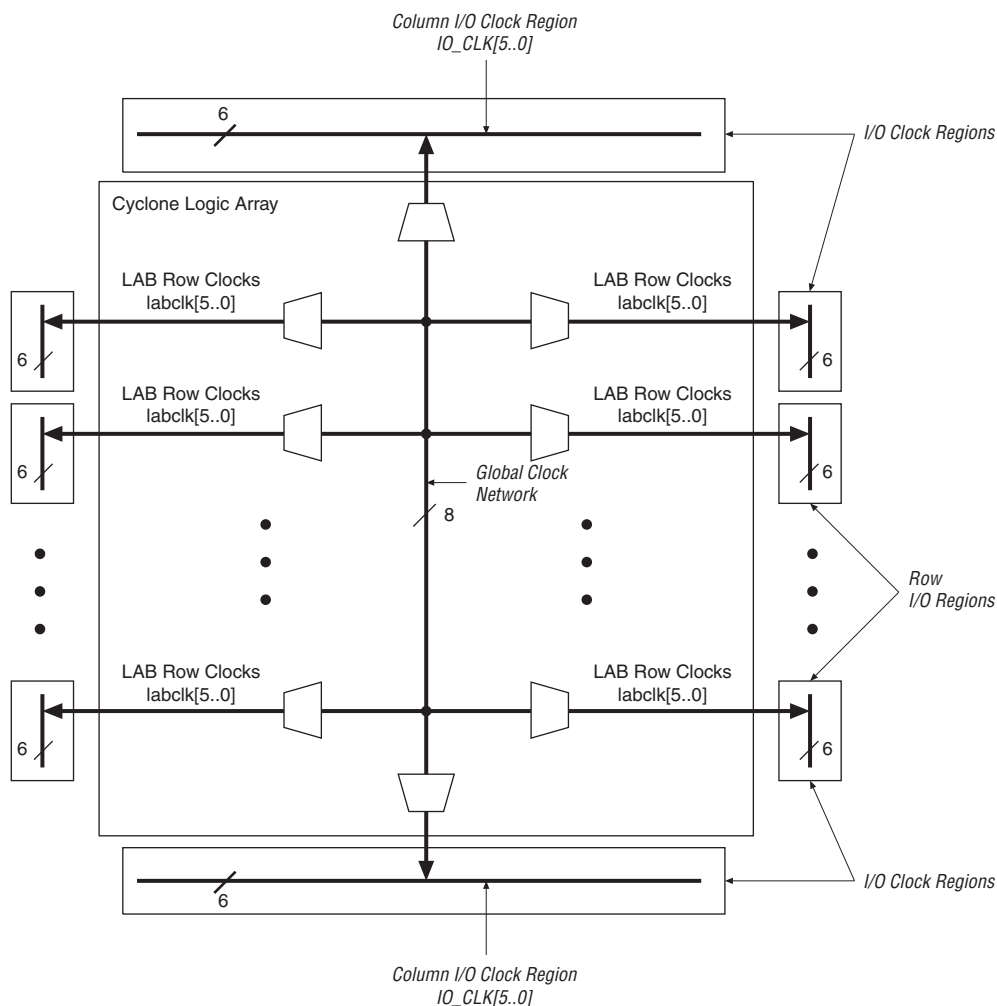 Column I/O Clock Region
IO_CLK[5..0]
6
I/O Clock Regions
Cyclone Logic Array
LAB Row Clocks
labclk[5..0]
LAB Row Clocks
labclk[5..0]
6
6
LAB Row Clocks
labclk[5..0]
LAB Row Clocks
labclk[5..0]
6
6
Global Clock
Network
8
Row
I/O Regions
LAB Row Clocks
labclk[5..0]
LAB Row Clocks
labclk[5..0]
6
6
6
I/O Clock Regions
Column I/O Clock Region
IO_CLK[5..0]